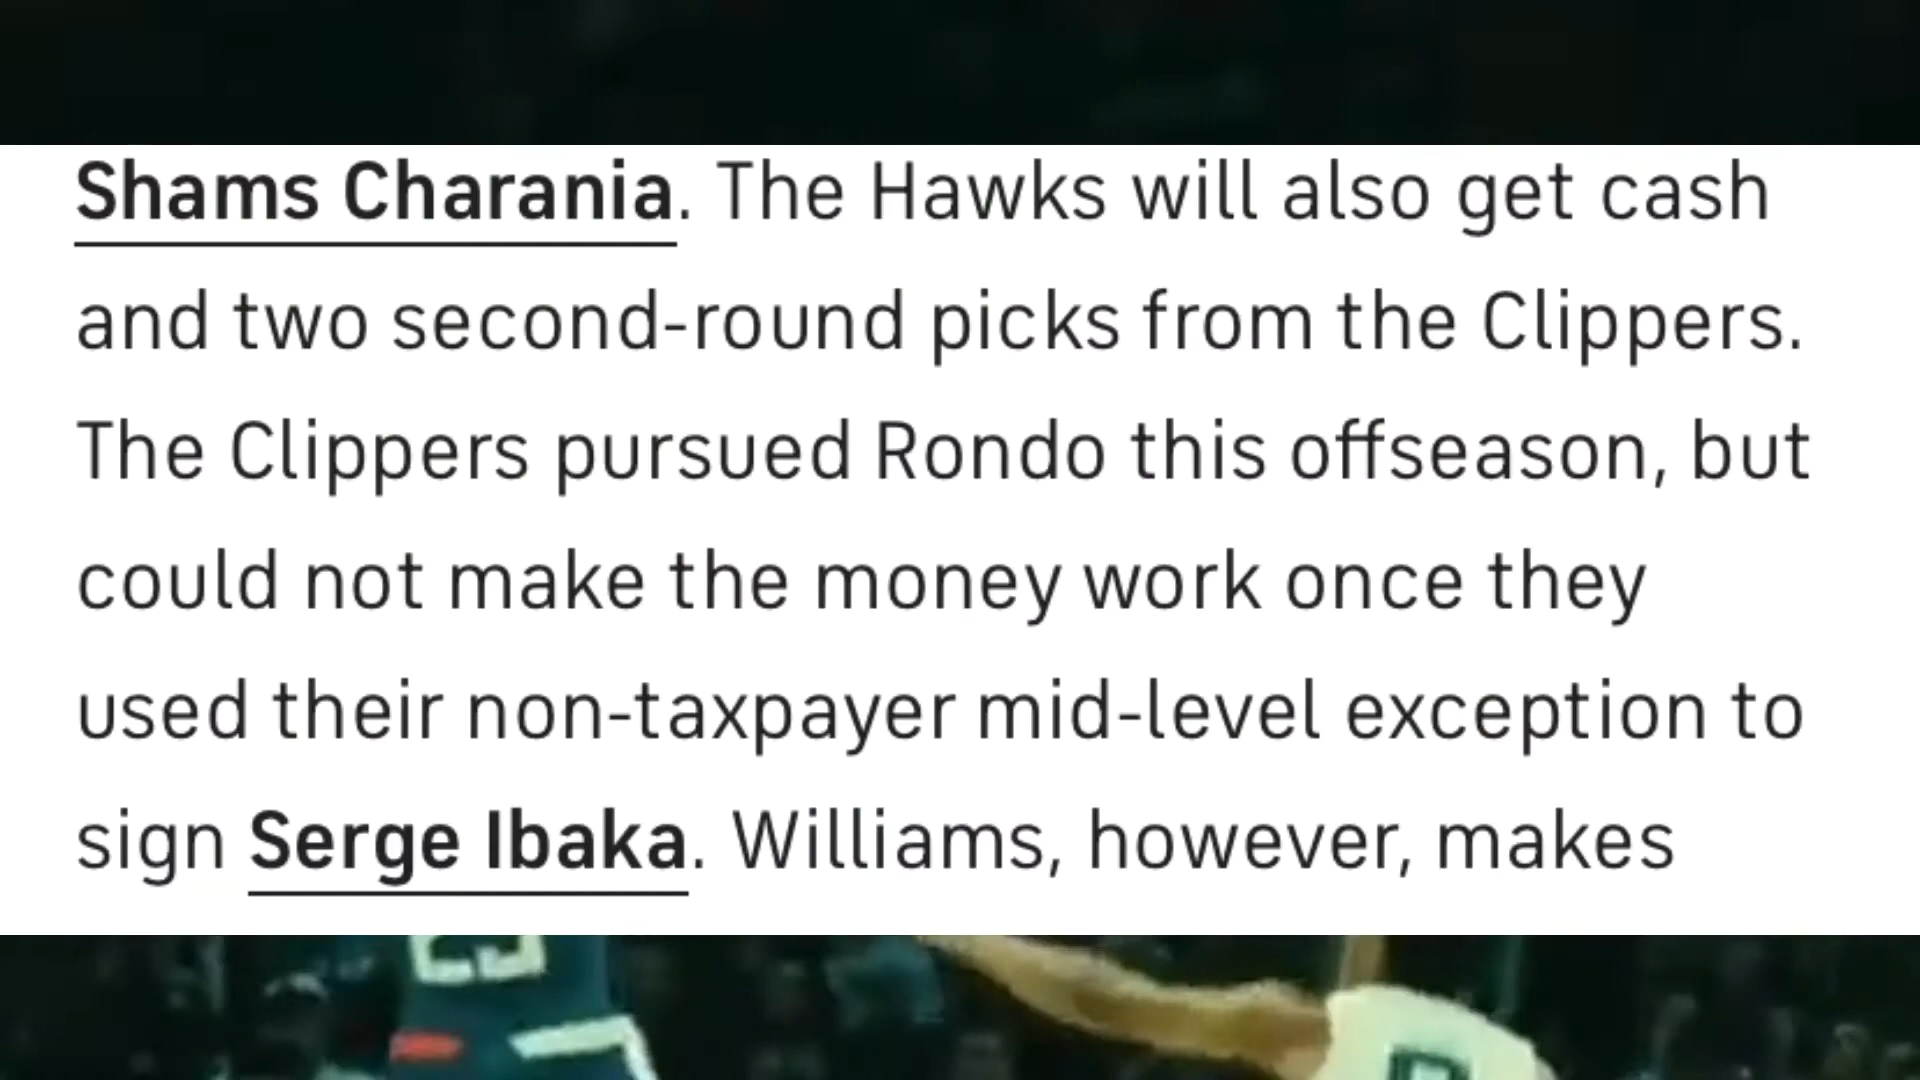 Shams Charania. The Hawks will also get cash
and two second-round picks from the Clippers.
The Clippers pursued Rondo this offseason, but
could not make the money work once they
used their non-taxpayer mid-level exception to
sign Serge Ibaka. Williams, however, makes